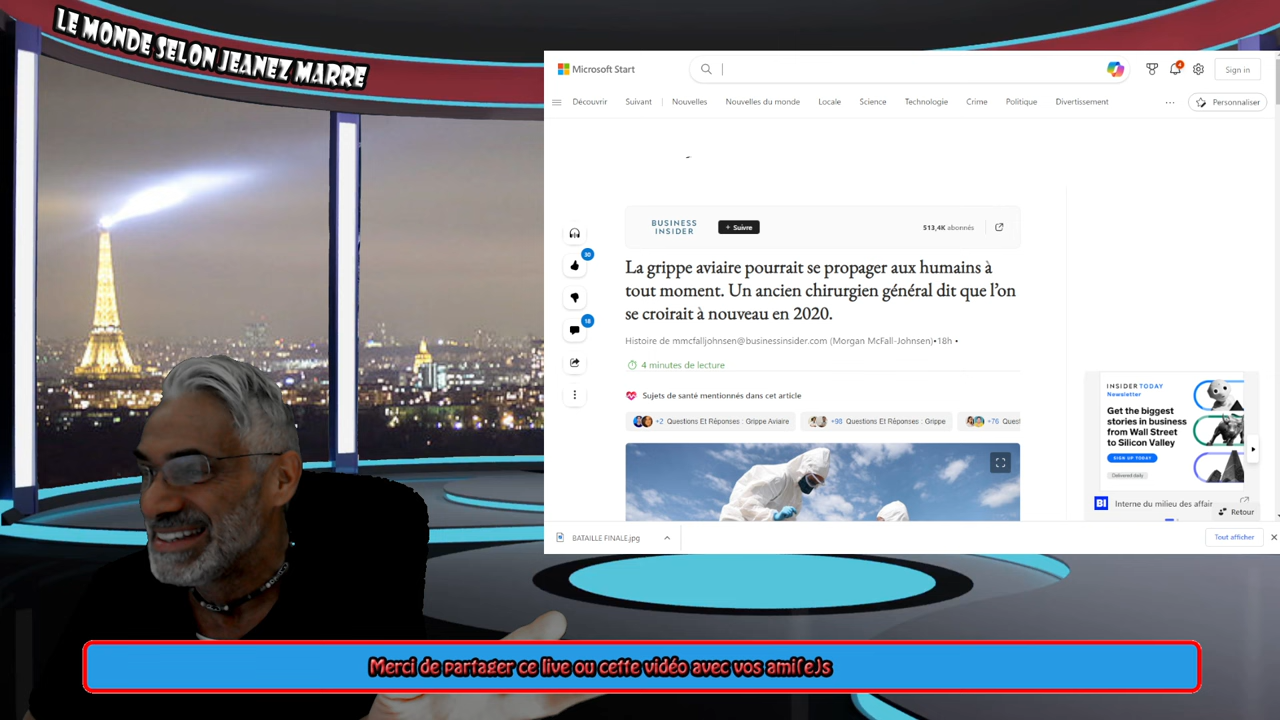 LE MONDE SELON JEANEZ MARRE
Microsoft Start
4
Sign in
Découvrir
Suivant
Nouvelles
Nouvelles du monde
Locale
Science
Technologie
Crime
Politique
Divertissement
...
Personnaliser
BUSINESS
INSIDER
+ Suivre
513,4K abonnés
30
18
La grippe aviaire pourrait se propager aux humains à
tout moment. Un ancien chirurgien général dit que l'on
se croirait à nouveau en 2020.
Histoire de mmcfalljohnsen@businessinsider.com (Morgan McFall-Johnsen)•18h •
4 minutes de lecture
Sujets de santé mentionnés dans cet article
+2 Questions Et Réponses : Grippe Aviaire
+98 Questions Et Réponses : Grippe
+76 Quest
INSIDER TODAY
Newsletter
Get the biggest
stories in business
from Wall Street
to Silicon Valley
SIGN UP TODAY
Delivered daily
BI
Interne du milieu des affair
Retour
BATAILLE FINALE.jpg
Tout afficher
Merci de partager ce live ou cette vidéo avec vos ami(e)s